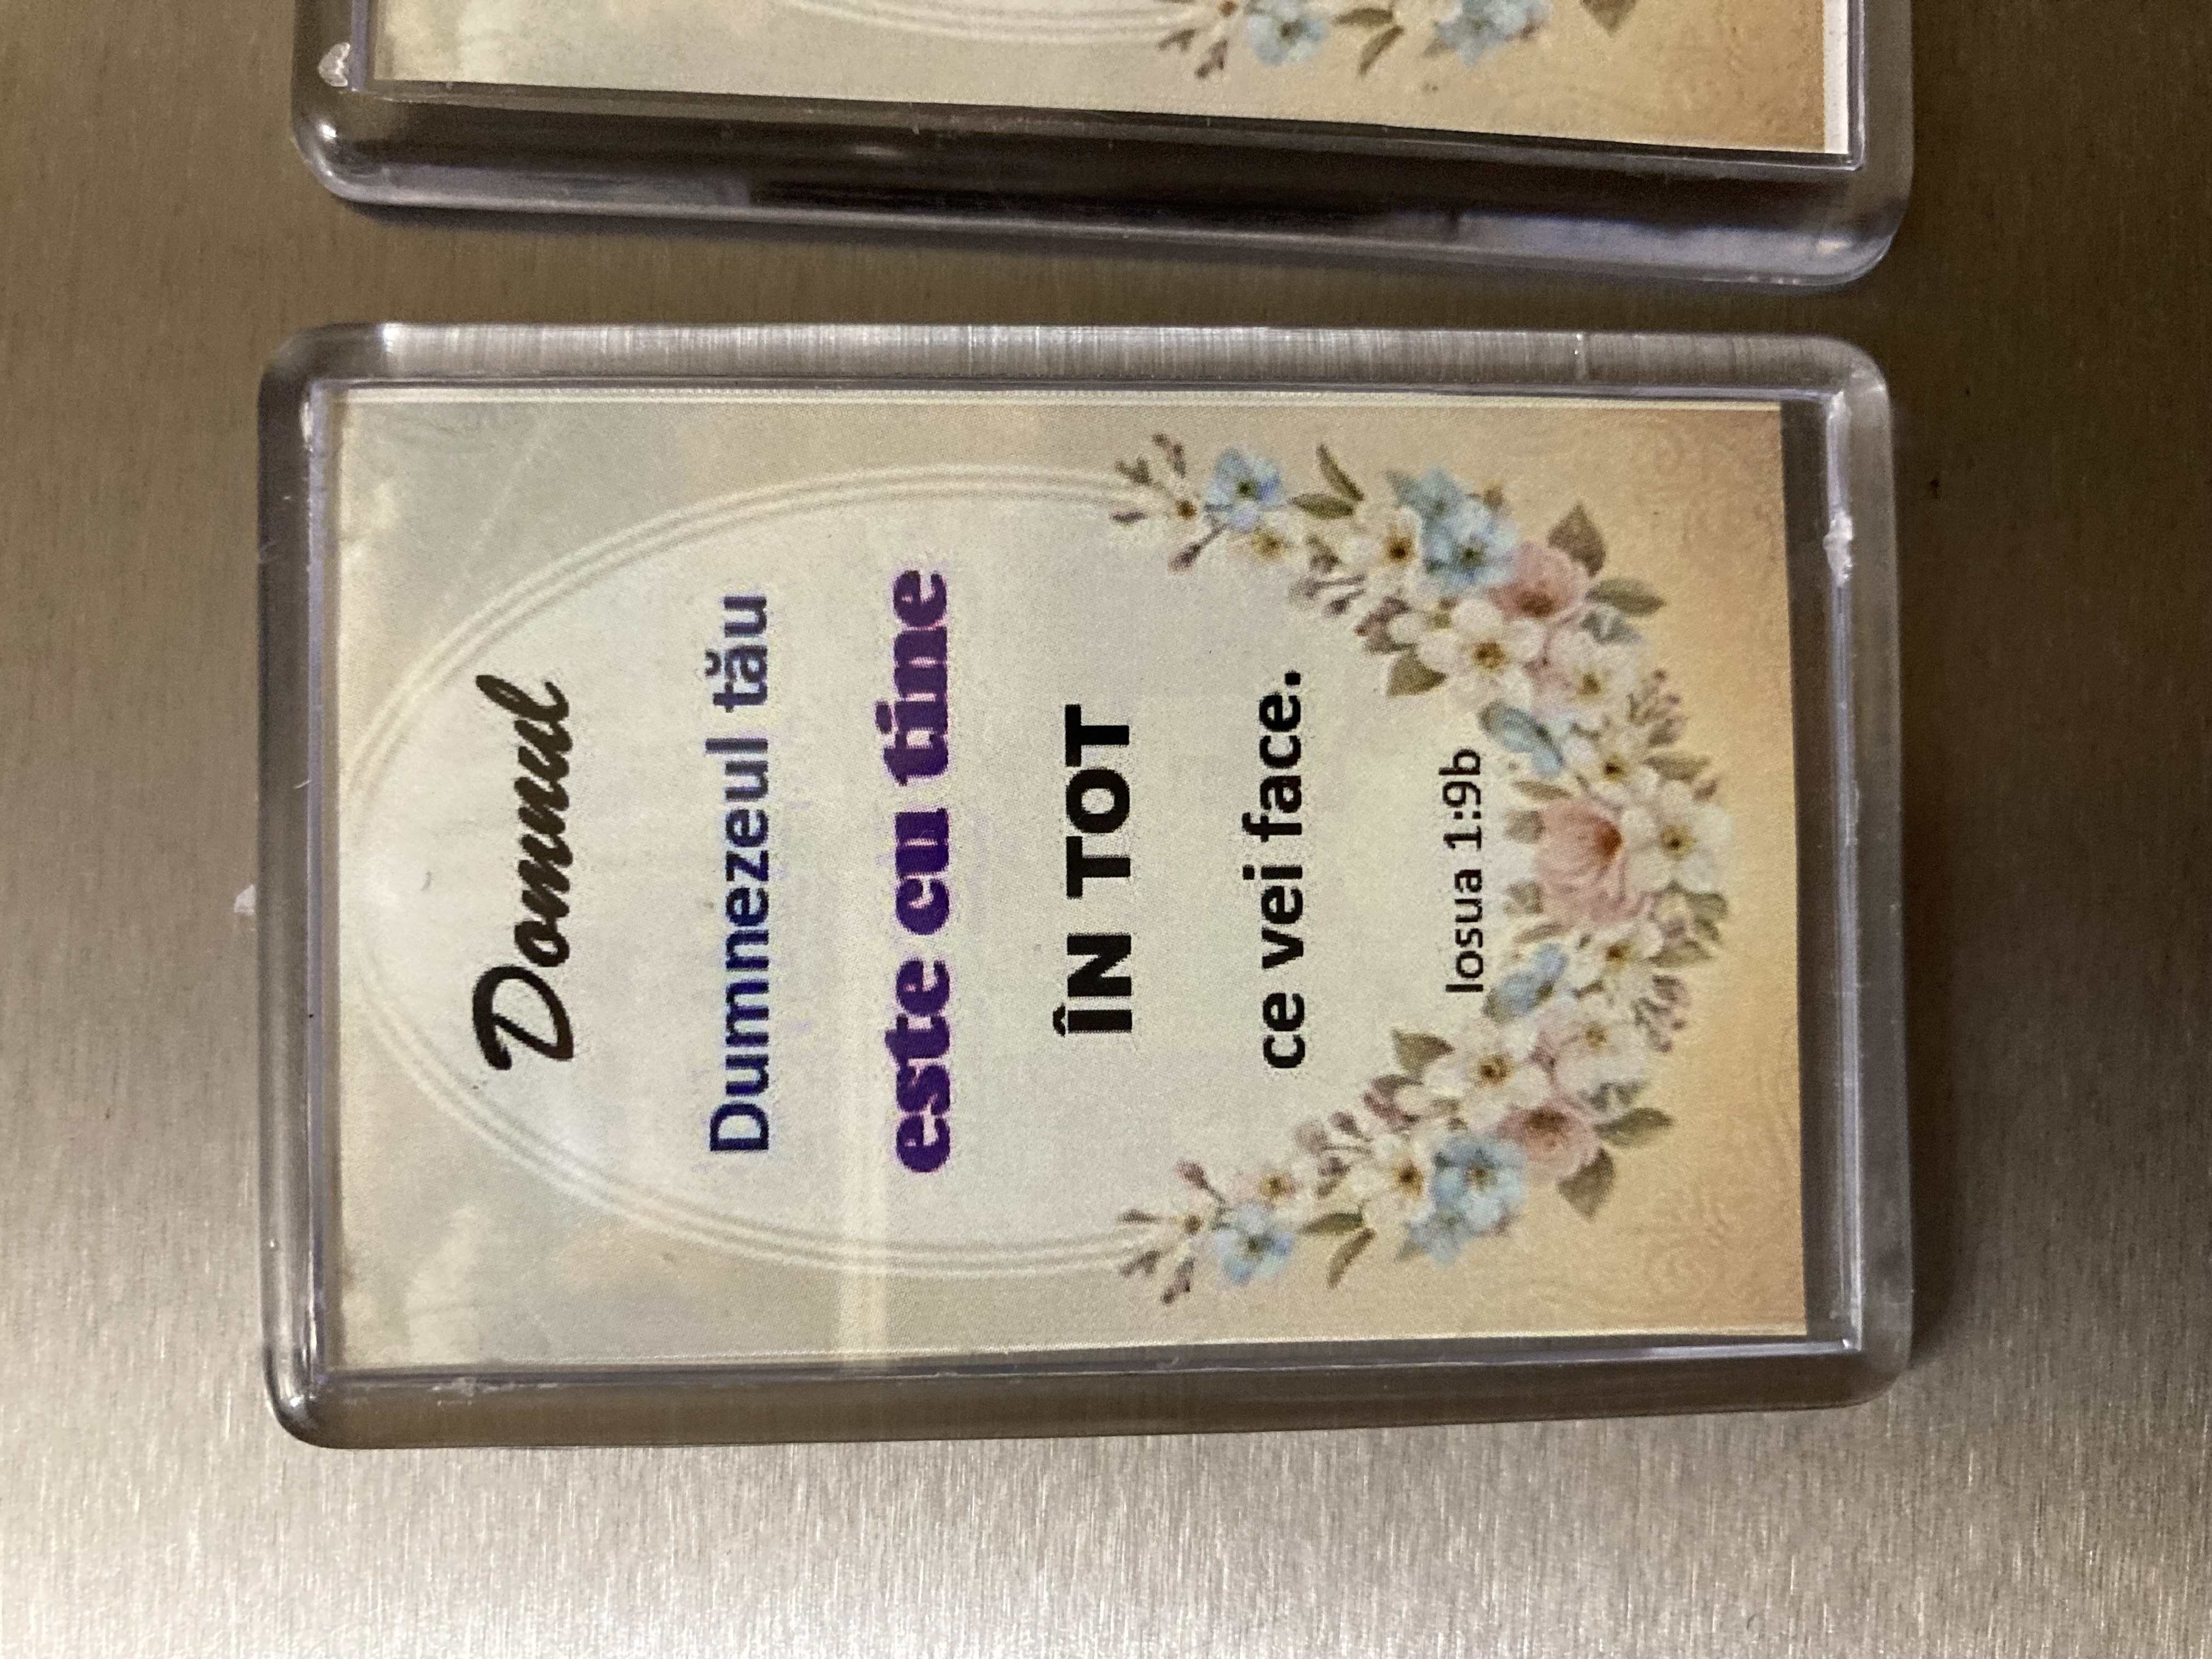 Domnul
Dumnezeul tău
este cu tine
ÎN TOT
ce vei face.
Iosua 1:9b